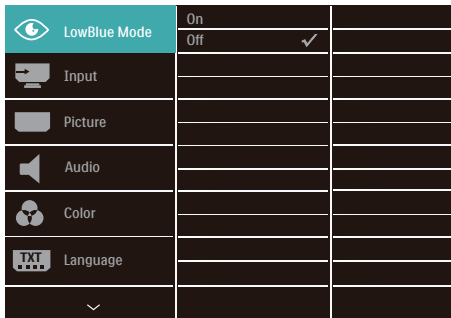 LowBlue Mode
On
Off
Input
Picture
Audio
Color
TXT
Language